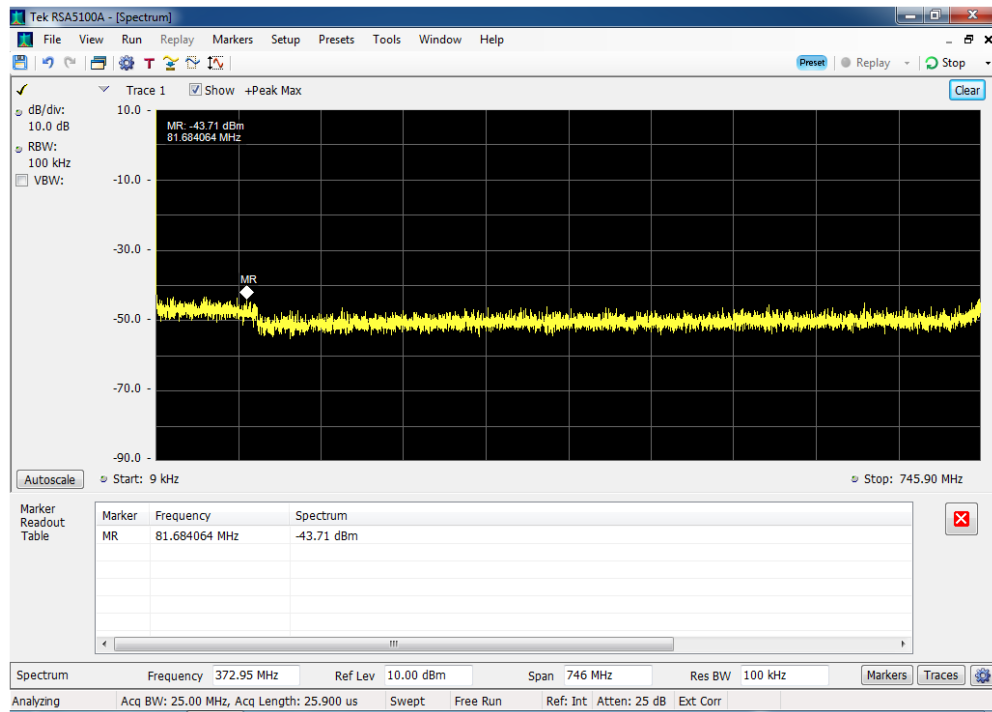 Tek RSA5100A - [Spectrum]
File View Run Replay Markers Setup Presets Tools Window Help
T Preset Replay Stop
Trace 1 Show +Peak Max Clear
dB/div:
10.0 dB
RBW:
100 kHz
VBW:
10.0
-10.0
-30.0
-50.0
-70.0
-90.0
MR: -43.71 dBm
81.684064 MHz
MR
Autoscale Start: 9 kHz Stop: 745.90 MHz
Marker
Readout
Table
Marker Frequency Spectrum
MR 81.684064 MHz -43.71 dBm
Spectrum Frequency 372.95 MHz Ref Lev 10.00 dBm Span 746 MHz Res BW 100 kHz Markers Traces
Analyzing Acq BW: 25.00 MHz, Acq Length: 25.900 us Swept Free Run Ref: Int Atten: 25 dB Ext Corr